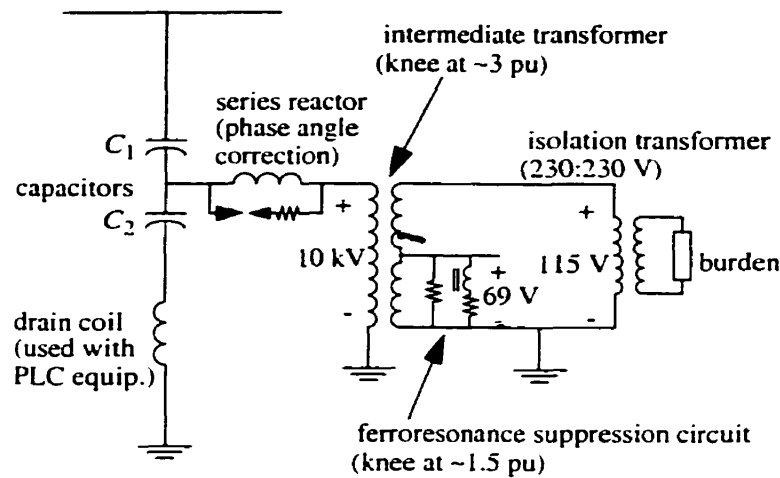 intermediate transformer
(knee at ~3 pu)
series reactor
(phase angle
correction)
isolation transformer
(230:230 V)
C1
capacitors
C2
+
+
10 kV
+
115 V
burden
69 V
-
-
-
drain coil
(used with
PLC equip.)
ferroresonance suppression circuit
(knee at ~1.5 pu)